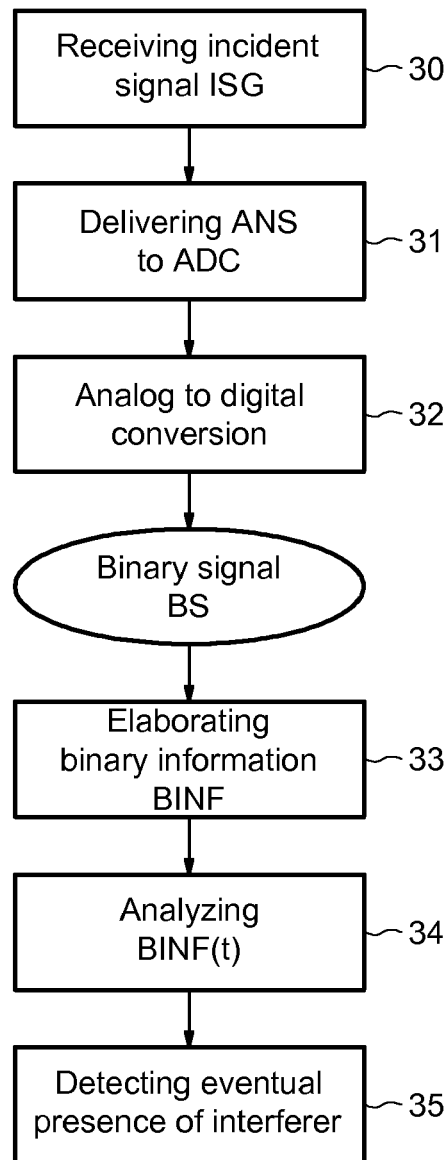 Receiving incident
signal ISG
30
Delivering ANS
to ADC
31
Analog to digital
conversion
32
Binary signal
BS
Elaborating
binary information
BINF
33
Analyzing
BINF(t)
34
Detecting eventual
presence of interferer
35